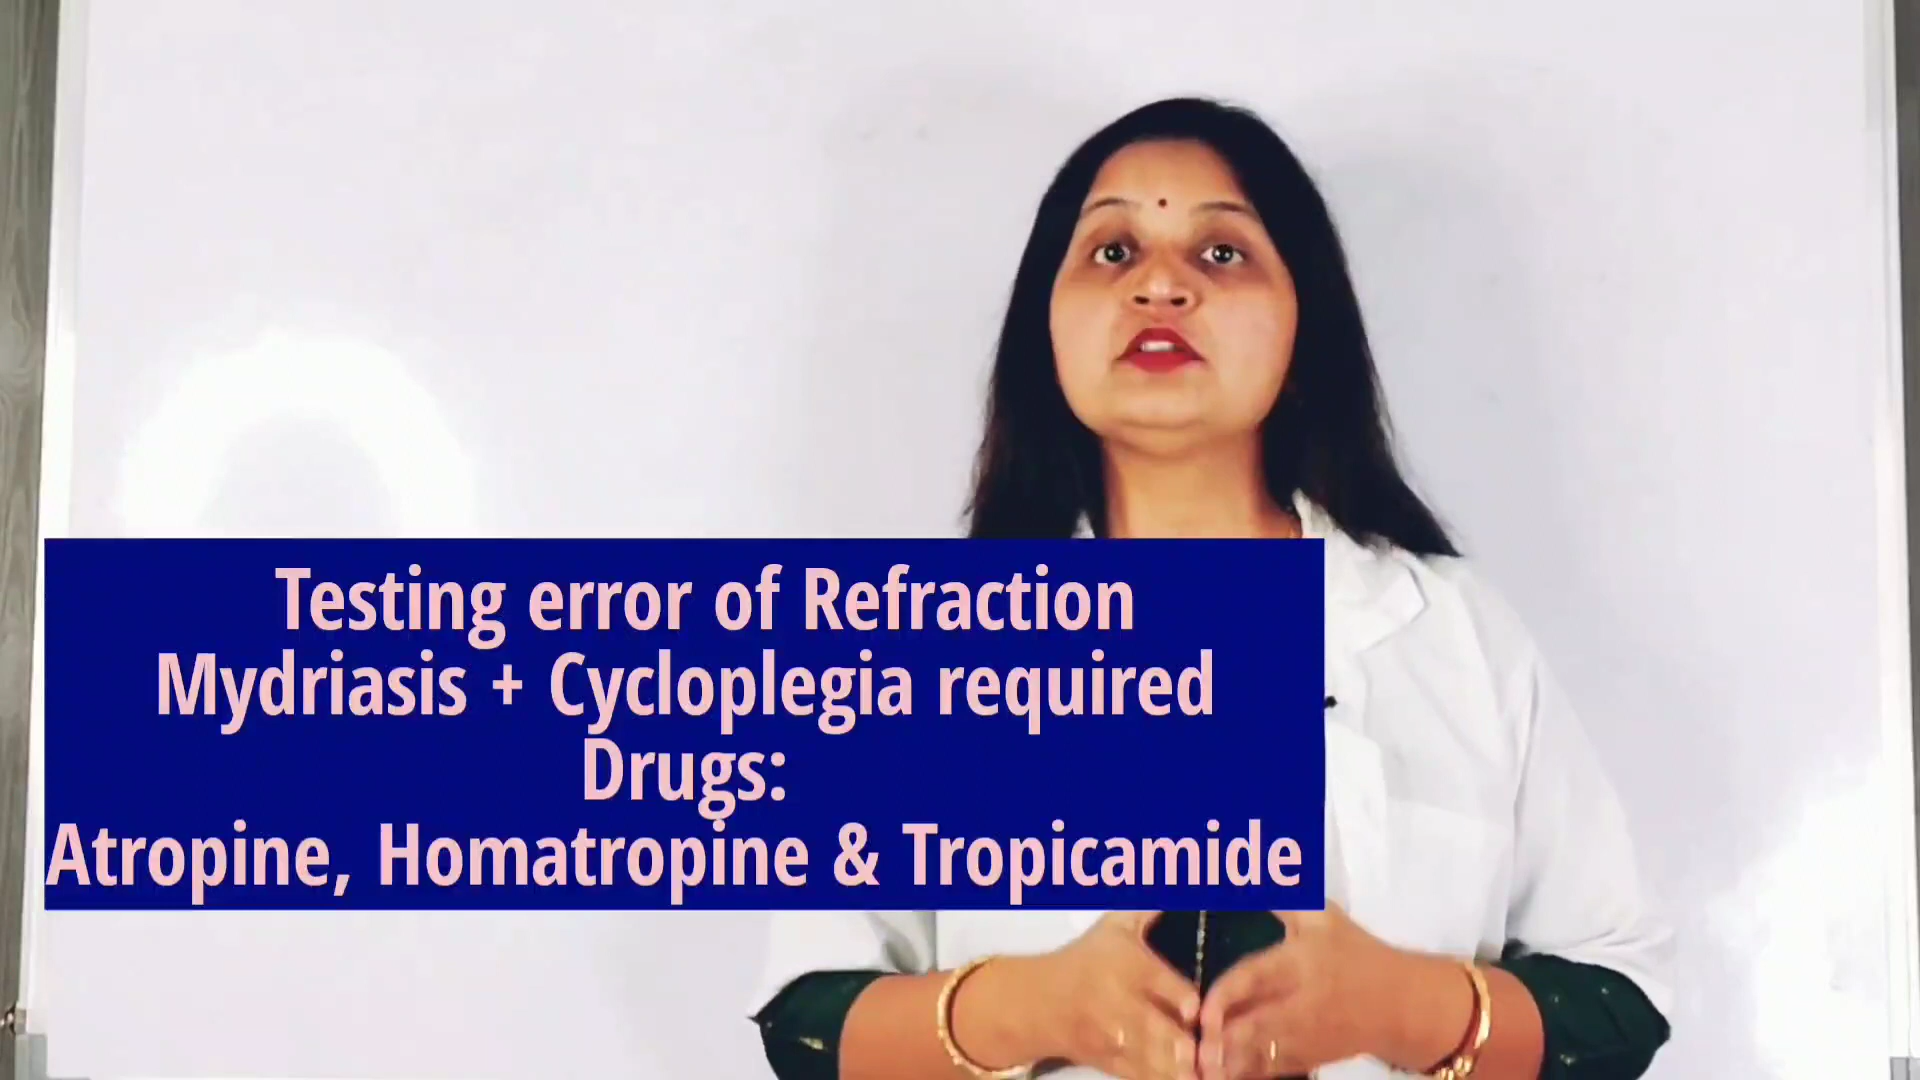 Testing error of Refraction
Mydriasis + Cycloplegia required
Drugs:
Atropine, Homatropine & Tropicamide